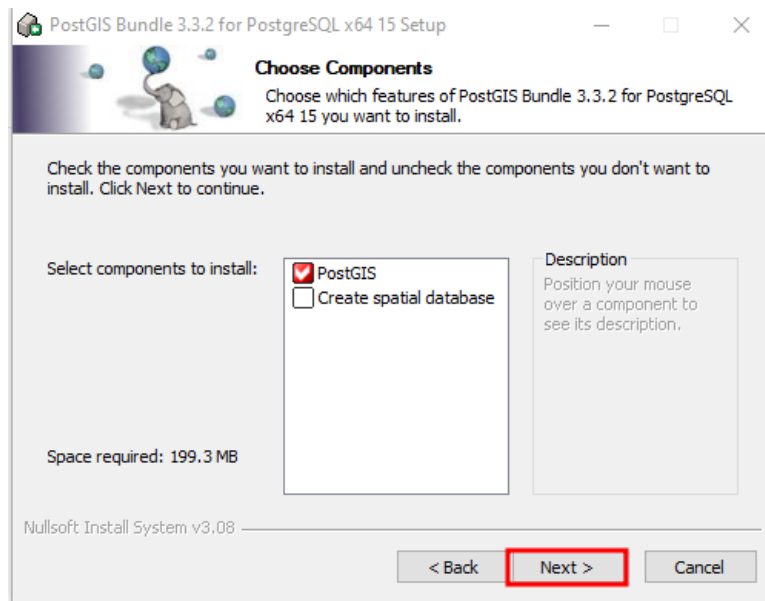 PostGIS Bundle 3.3.2 for PostgreSQL x64 15 Setup
Choose Components
Choose which features of PostGIS Bundle 3.3.2 for PostgreSQL
x64 15 you want to install.
Check the components you want to install and uncheck the components you don't want to
install. Click Next to continue.
Select components to install:
PostGIS
Create spatial database
Description
Position your mouse
over a component to
see its description.
Space required: 199.3 MB
Nullsoft Install System v3.08
< Back
Next >
Cancel